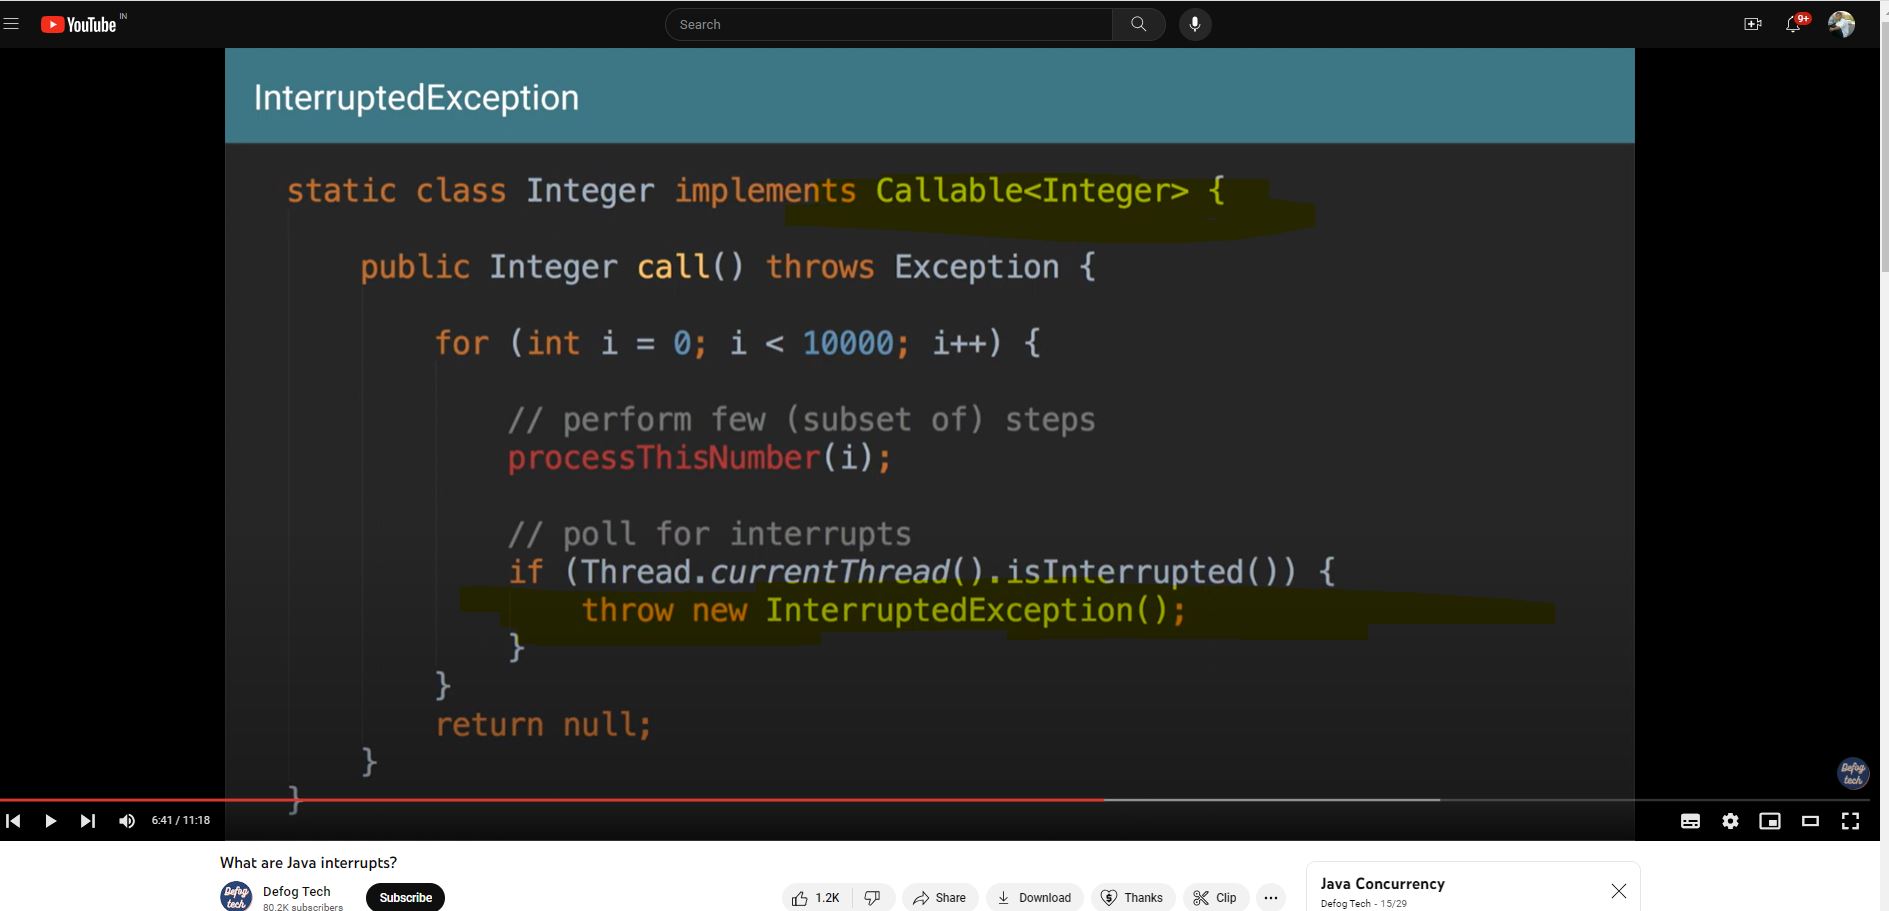 YouTube IN
Search
9+
InterruptedException
static class Integer implements Callable<Integer> {
public Integer call() throws Exception {
for (int i = 0; i < 10000; i++) {
// perform few (subset of) steps
processThisNumber(i);
// poll for interrupts
if (Thread.currentThread().isInterrupted()) {
throw new InterruptedException();
}
}
return null;
}
}
Defog
tech
6:41 / 11:18
What are Java interrupts?
Defog
tech
Defog Tech
80.2K subscribers
Subscribe
1.2K
Share
Download
Thanks
Clip
Java Concurrency
Defog Tech - 15/29